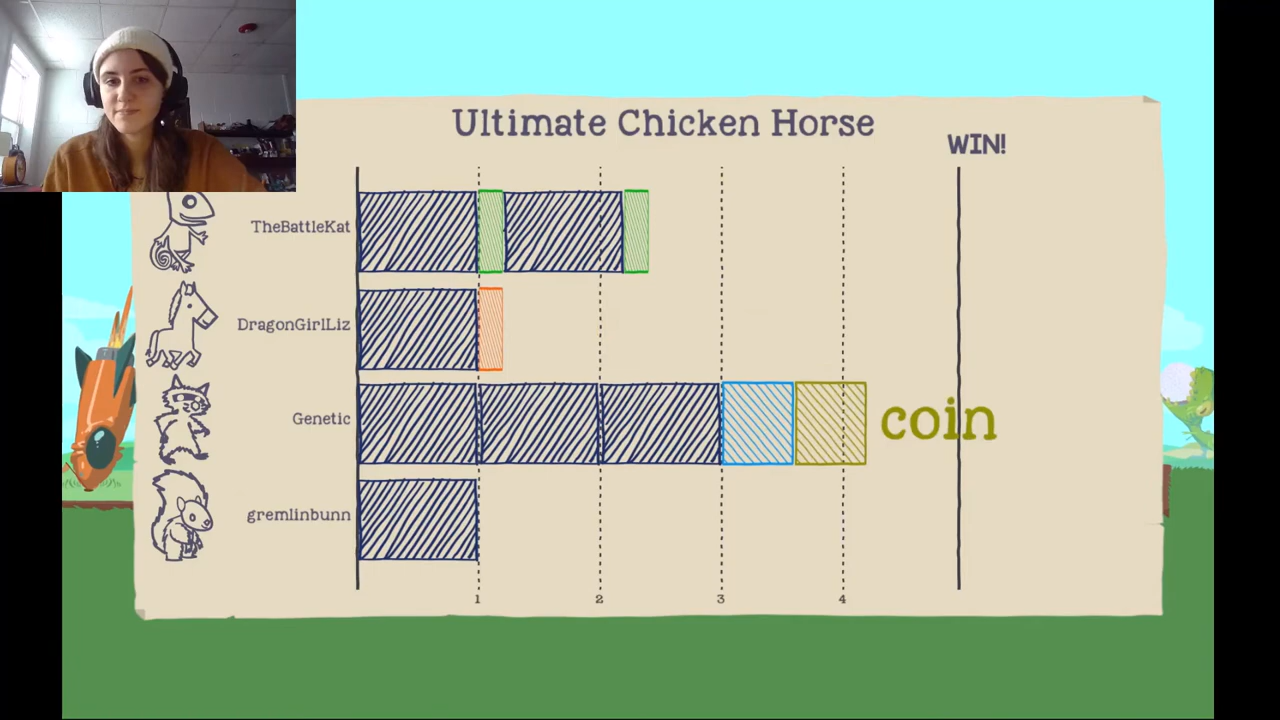 Ultimate Chicken Horse
WIN!
TheBattleKat
DragonGirlLiz
Genetic
coin
gremlinbunn
1 2 3 4